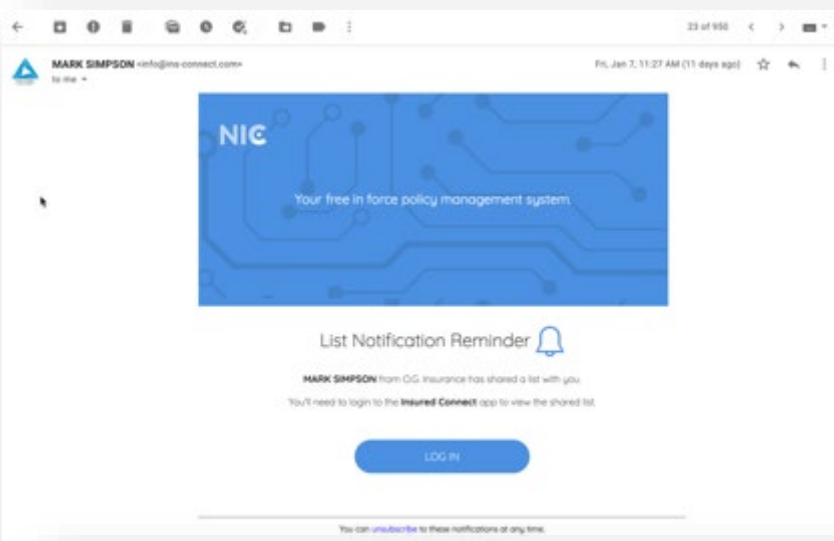 23 of 950
MARK SIMPSON <info@ins-connect.com>
Fri, Jan 7, 11:27 AM (11 days ago)
to me
NIC
Your free in force policy management system.
List Notification Reminder
MARK SIMPSON from O.G. Insurance has shared a list with you.
You'll need to login to the Insured Connect app to view the shared list.
LOG IN
You can unsubscribe to these notifications at any time.